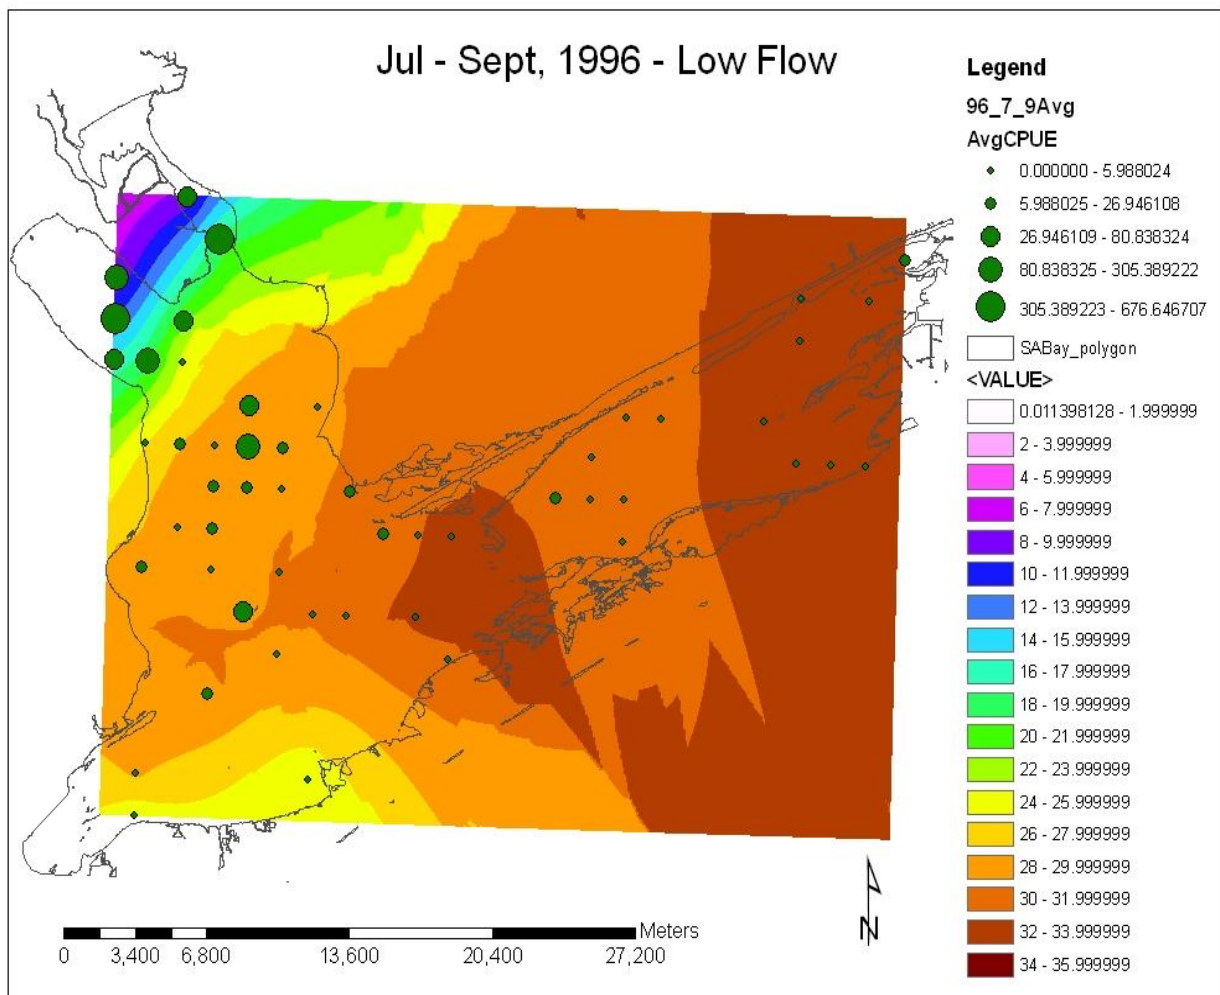 Jul - Sept, 1996 - Low Flow
Legend
96_7_9Avg
AvgCPUE
0.000000 - 5.988024
5.988025 - 26.946108
26.946109 - 80.838324
80.838325 - 305.389222
305.389223 - 676.646707
SABay_polygon
<VALUE>
0.011398128 - 1.999999
2 - 3.999999
4 - 5.999999
6 - 7.999999
8 - 9.999999
10 - 11.999999
12 - 13.999999
14 - 15.999999
16 - 17.999999
18 - 19.999999
20 - 21.999999
22 - 23.999999
24 - 25.999999
26 - 27.999999
28 - 29.999999
30 - 31.999999
32 - 33.999999
34 - 35.999999
N
Meters
0 3,400 6,800 13,600 20,400 27,200